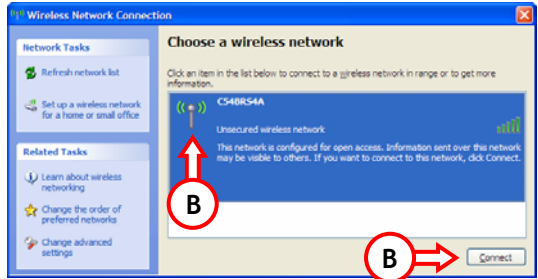 Wireless Network Connection
Network Tasks
Refresh network list
Set up a wireless network
for a home or small office
Related Tasks
Learn about wireless
networking
Change the order of
preferred networks
Change advanced
settings
Choose a wireless network
Click an item in the list below to connect to a wireless network in range or to get more
information.
C54BRS4A
Unsecured wireless network
This network is configured for open access. Information sent over this network
may be visible to others. If you want to connect to this network, click Connect.
B
B
Connect